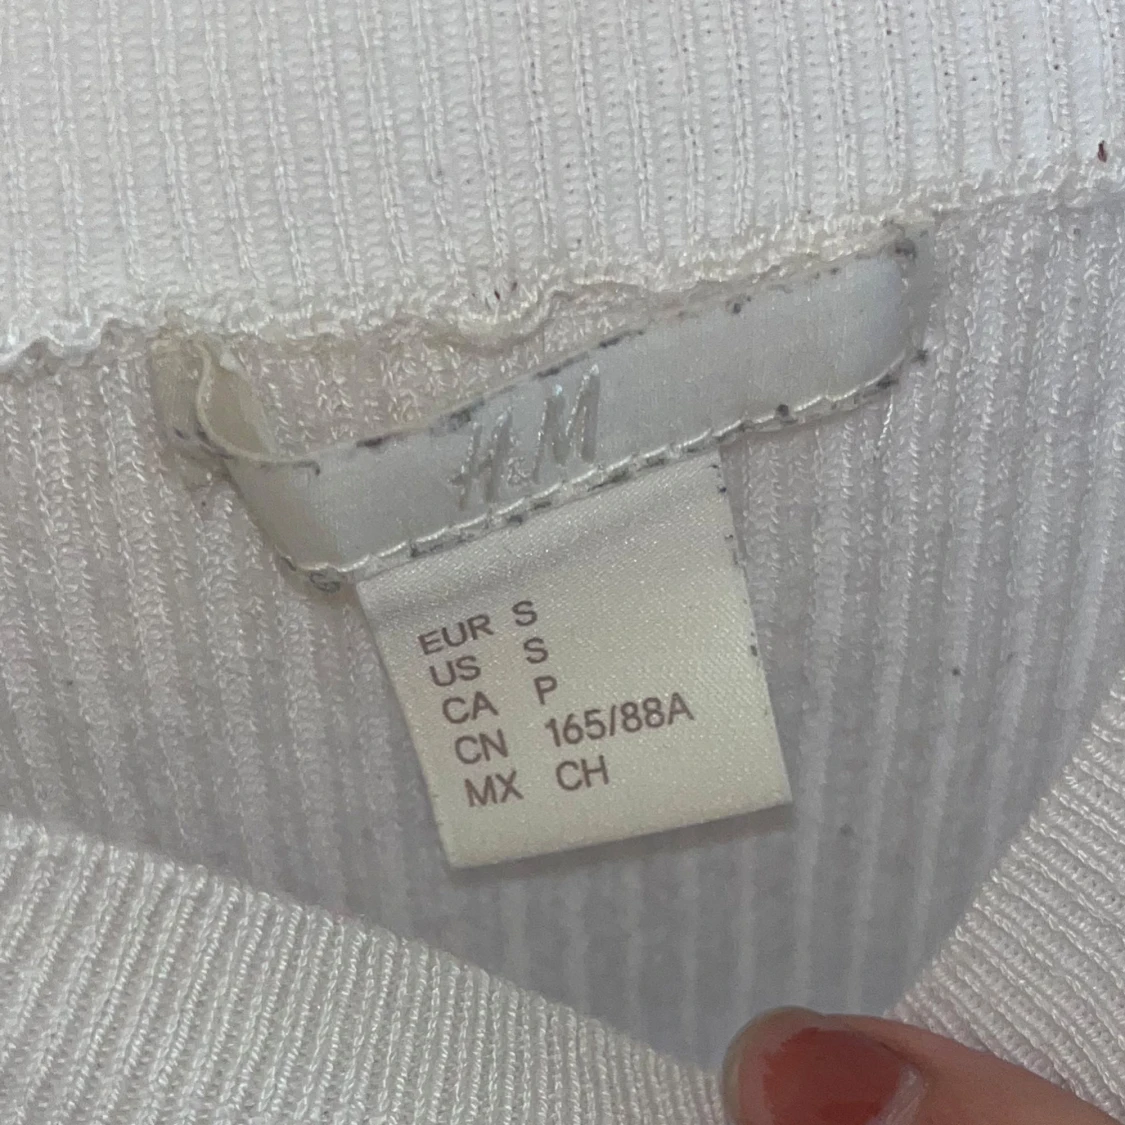 H&M
EUR S
US S
CA P
CN 165/88A
MX CH